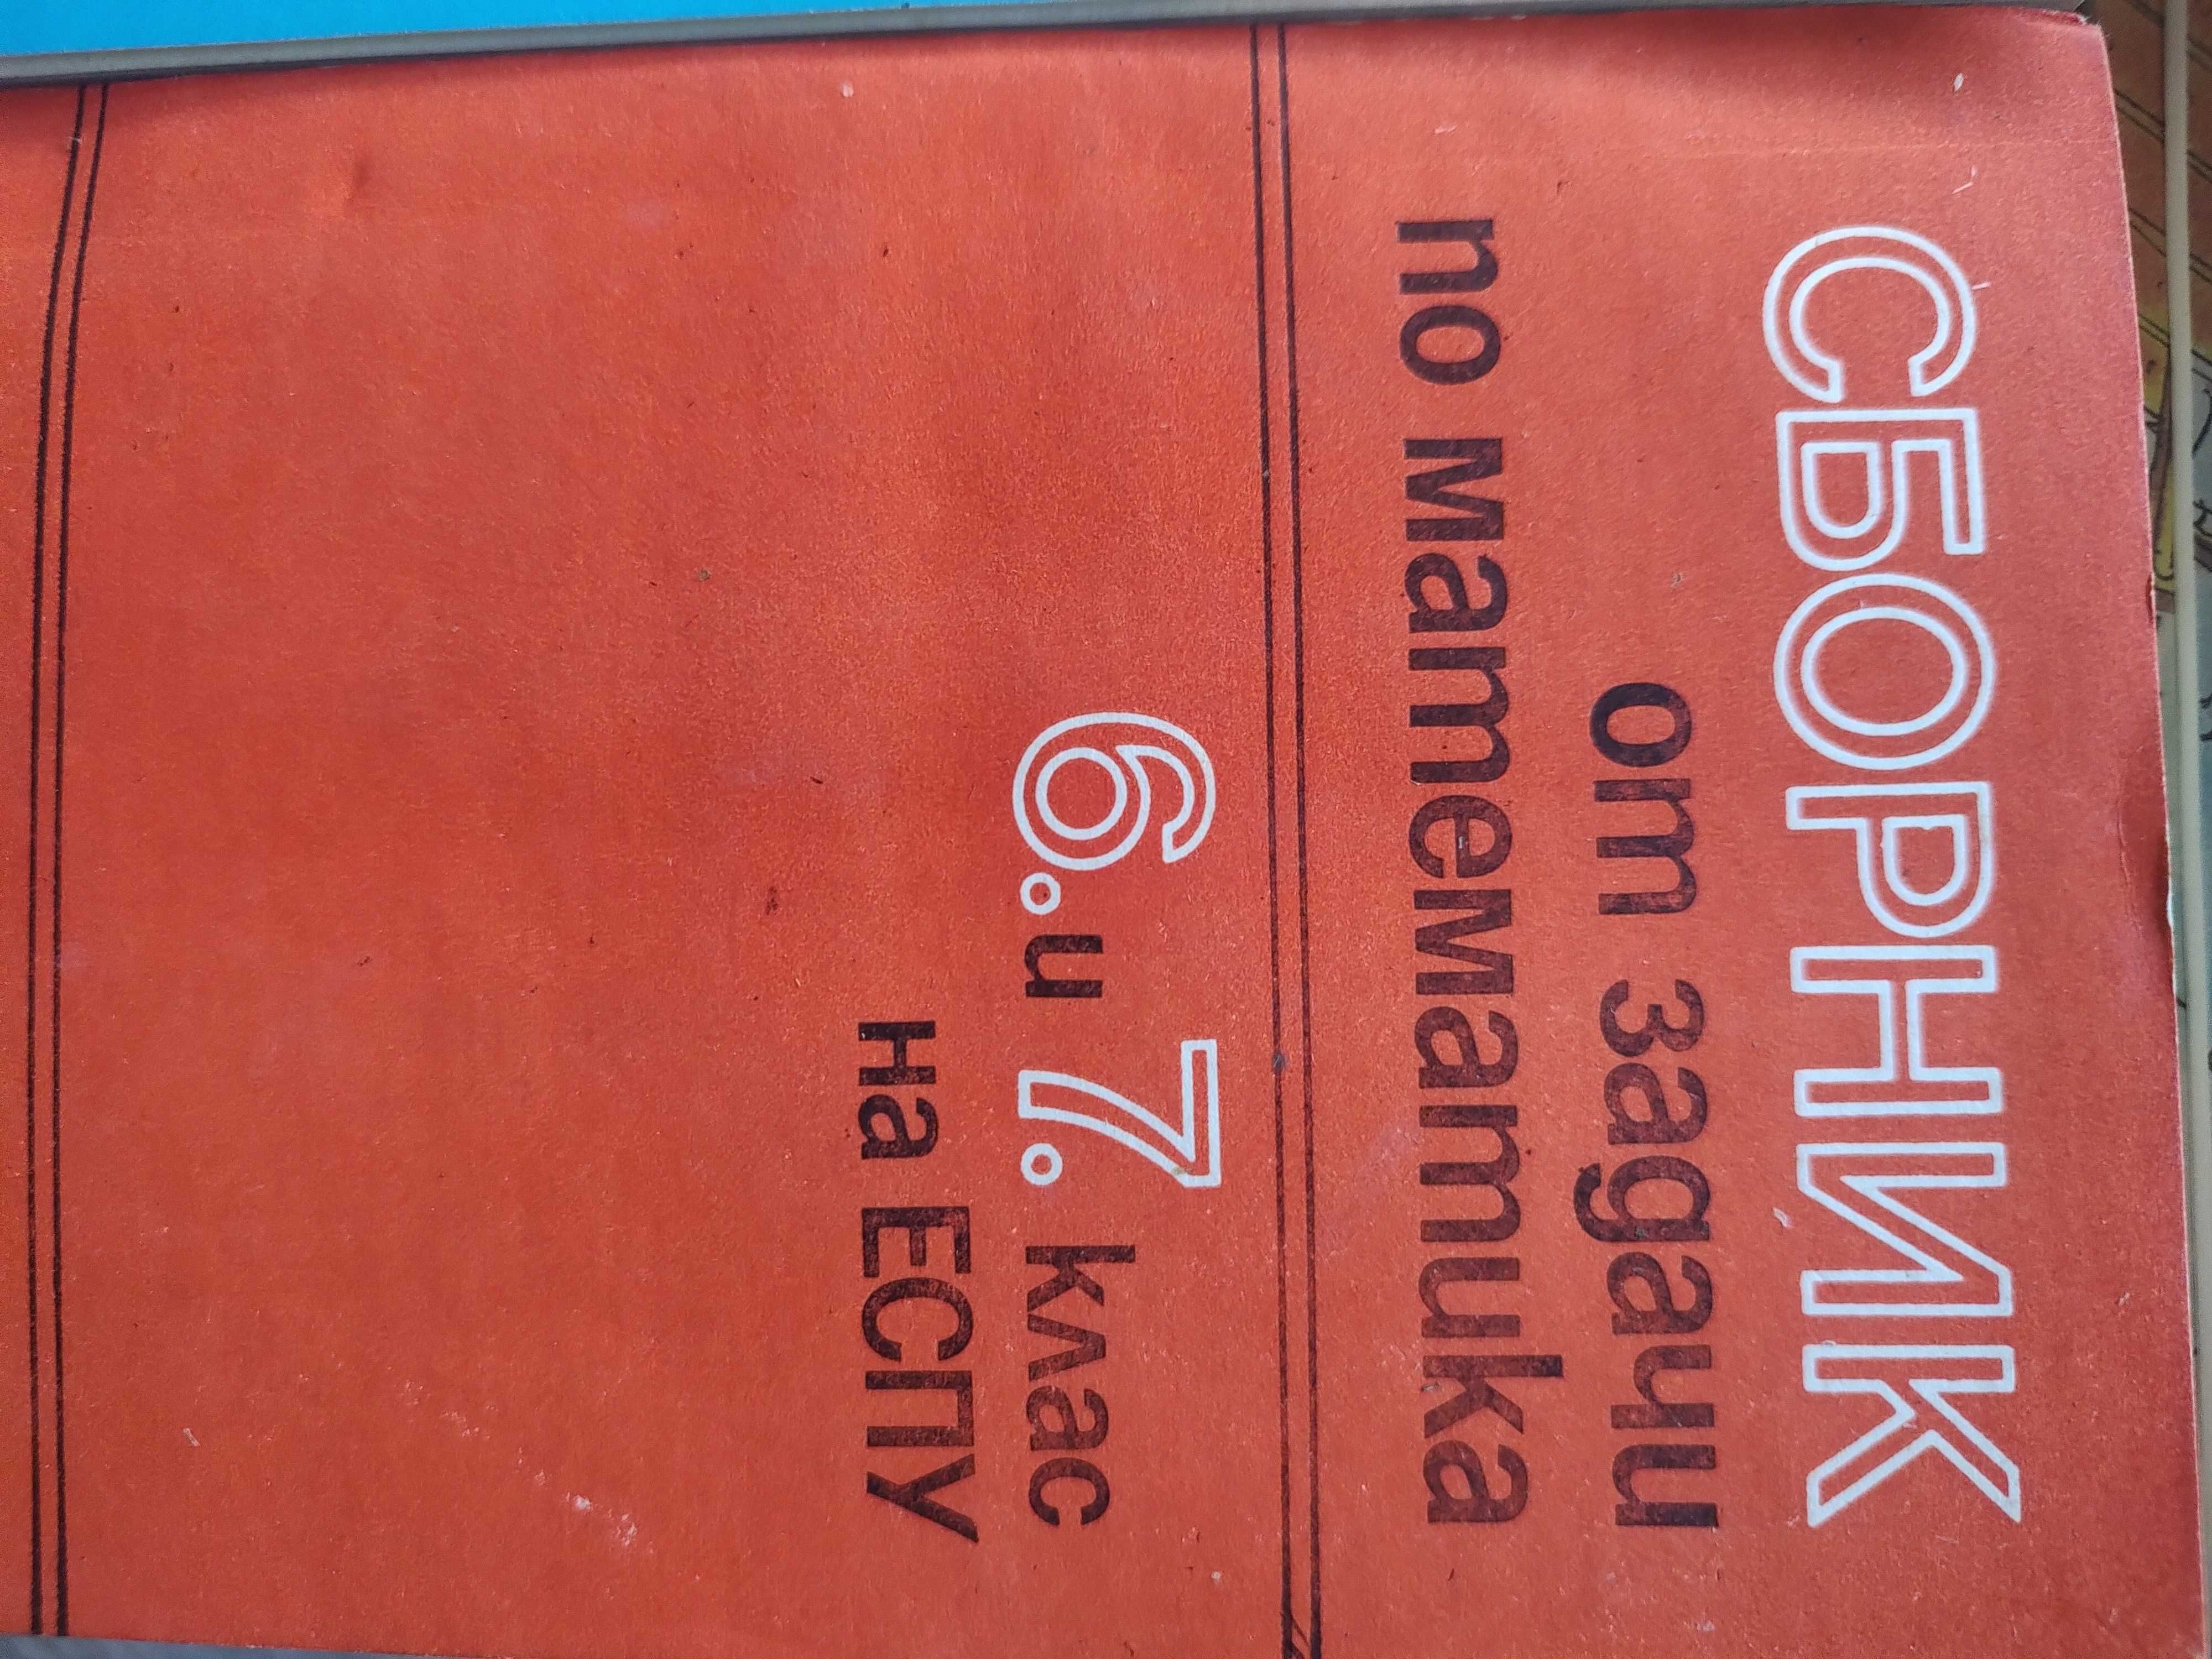 СБОРНИК
от задачи
по математика
6. и 7. клас
на ЕСПУ